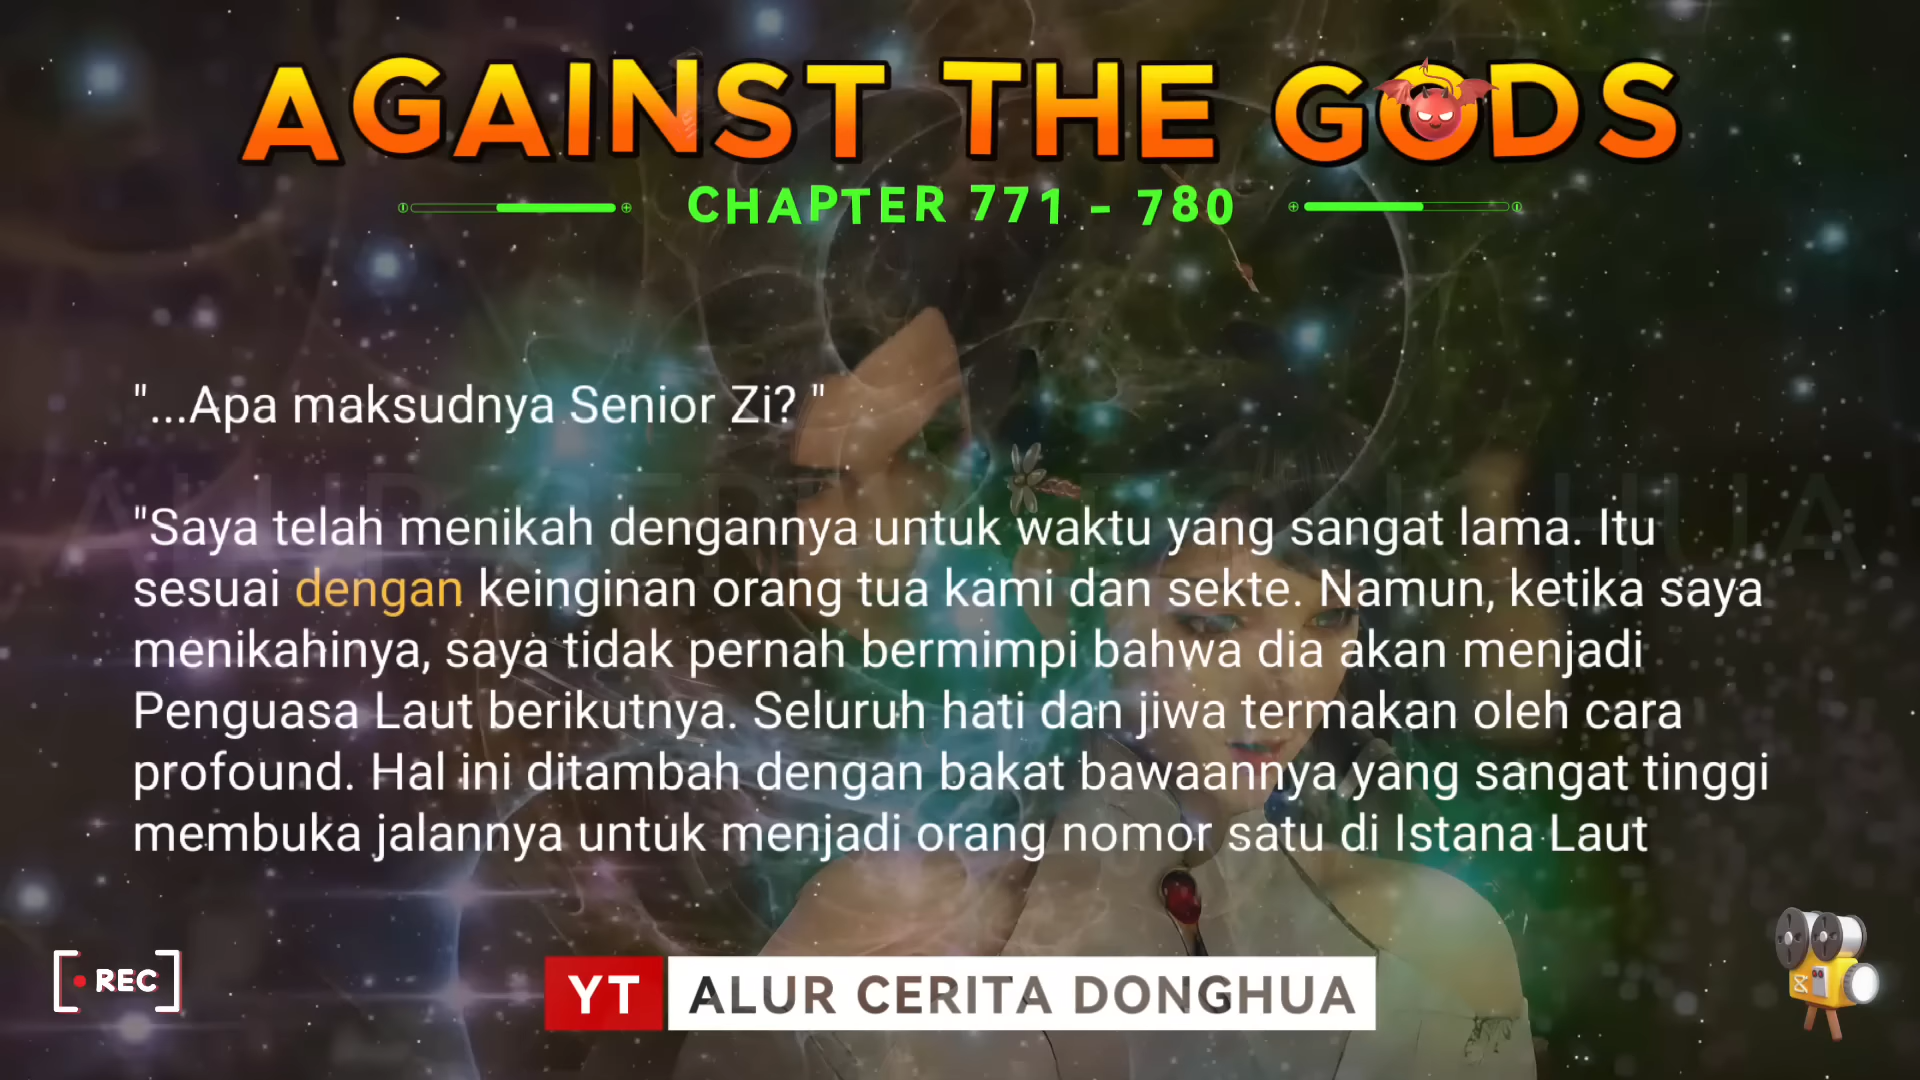 AGAINST THE GODS
CHAPTER 771 - 780
"...Apa maksudnya Senior Zi? "
"Saya telah menikah dengannya untuk waktu yang sangat lama. Itu
sesuai dengan keinginan orang tua kami dan sekte. Namun, ketika saya
menikahinya, saya tidak pernah bermimpi bahwa dia akan menjadi
Penguasa Laut berikutnya. Seluruh hati dan jiwa termakan oleh cara
profound. Hal ini ditambah dengan bakat bawaannya yang sangat tinggi
membuka jalannya untuk menjadi orang nomor satu di Istana Laut
ALUR CERITA DONGHUA
REC
YT ALUR CERITA DONGHUA